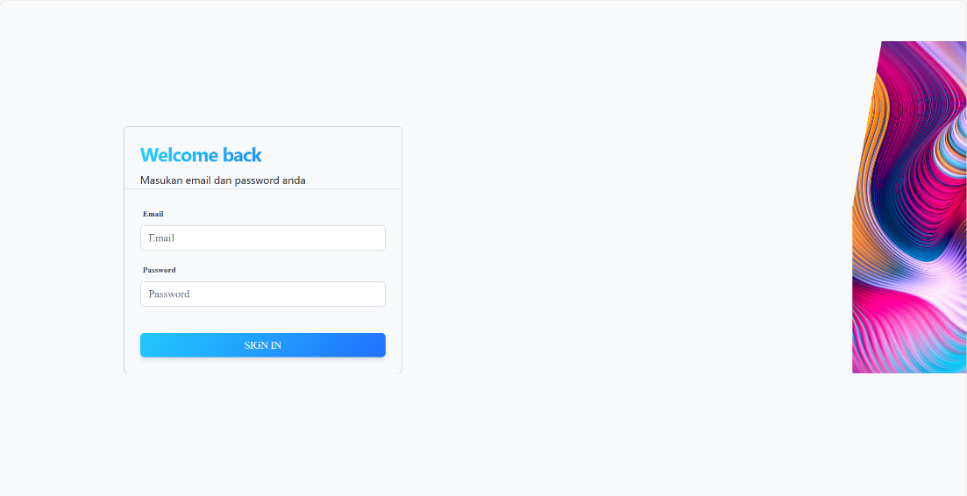 Welcome back
Masukan email dan password anda
Email
Email
Password
Password
SIGN IN